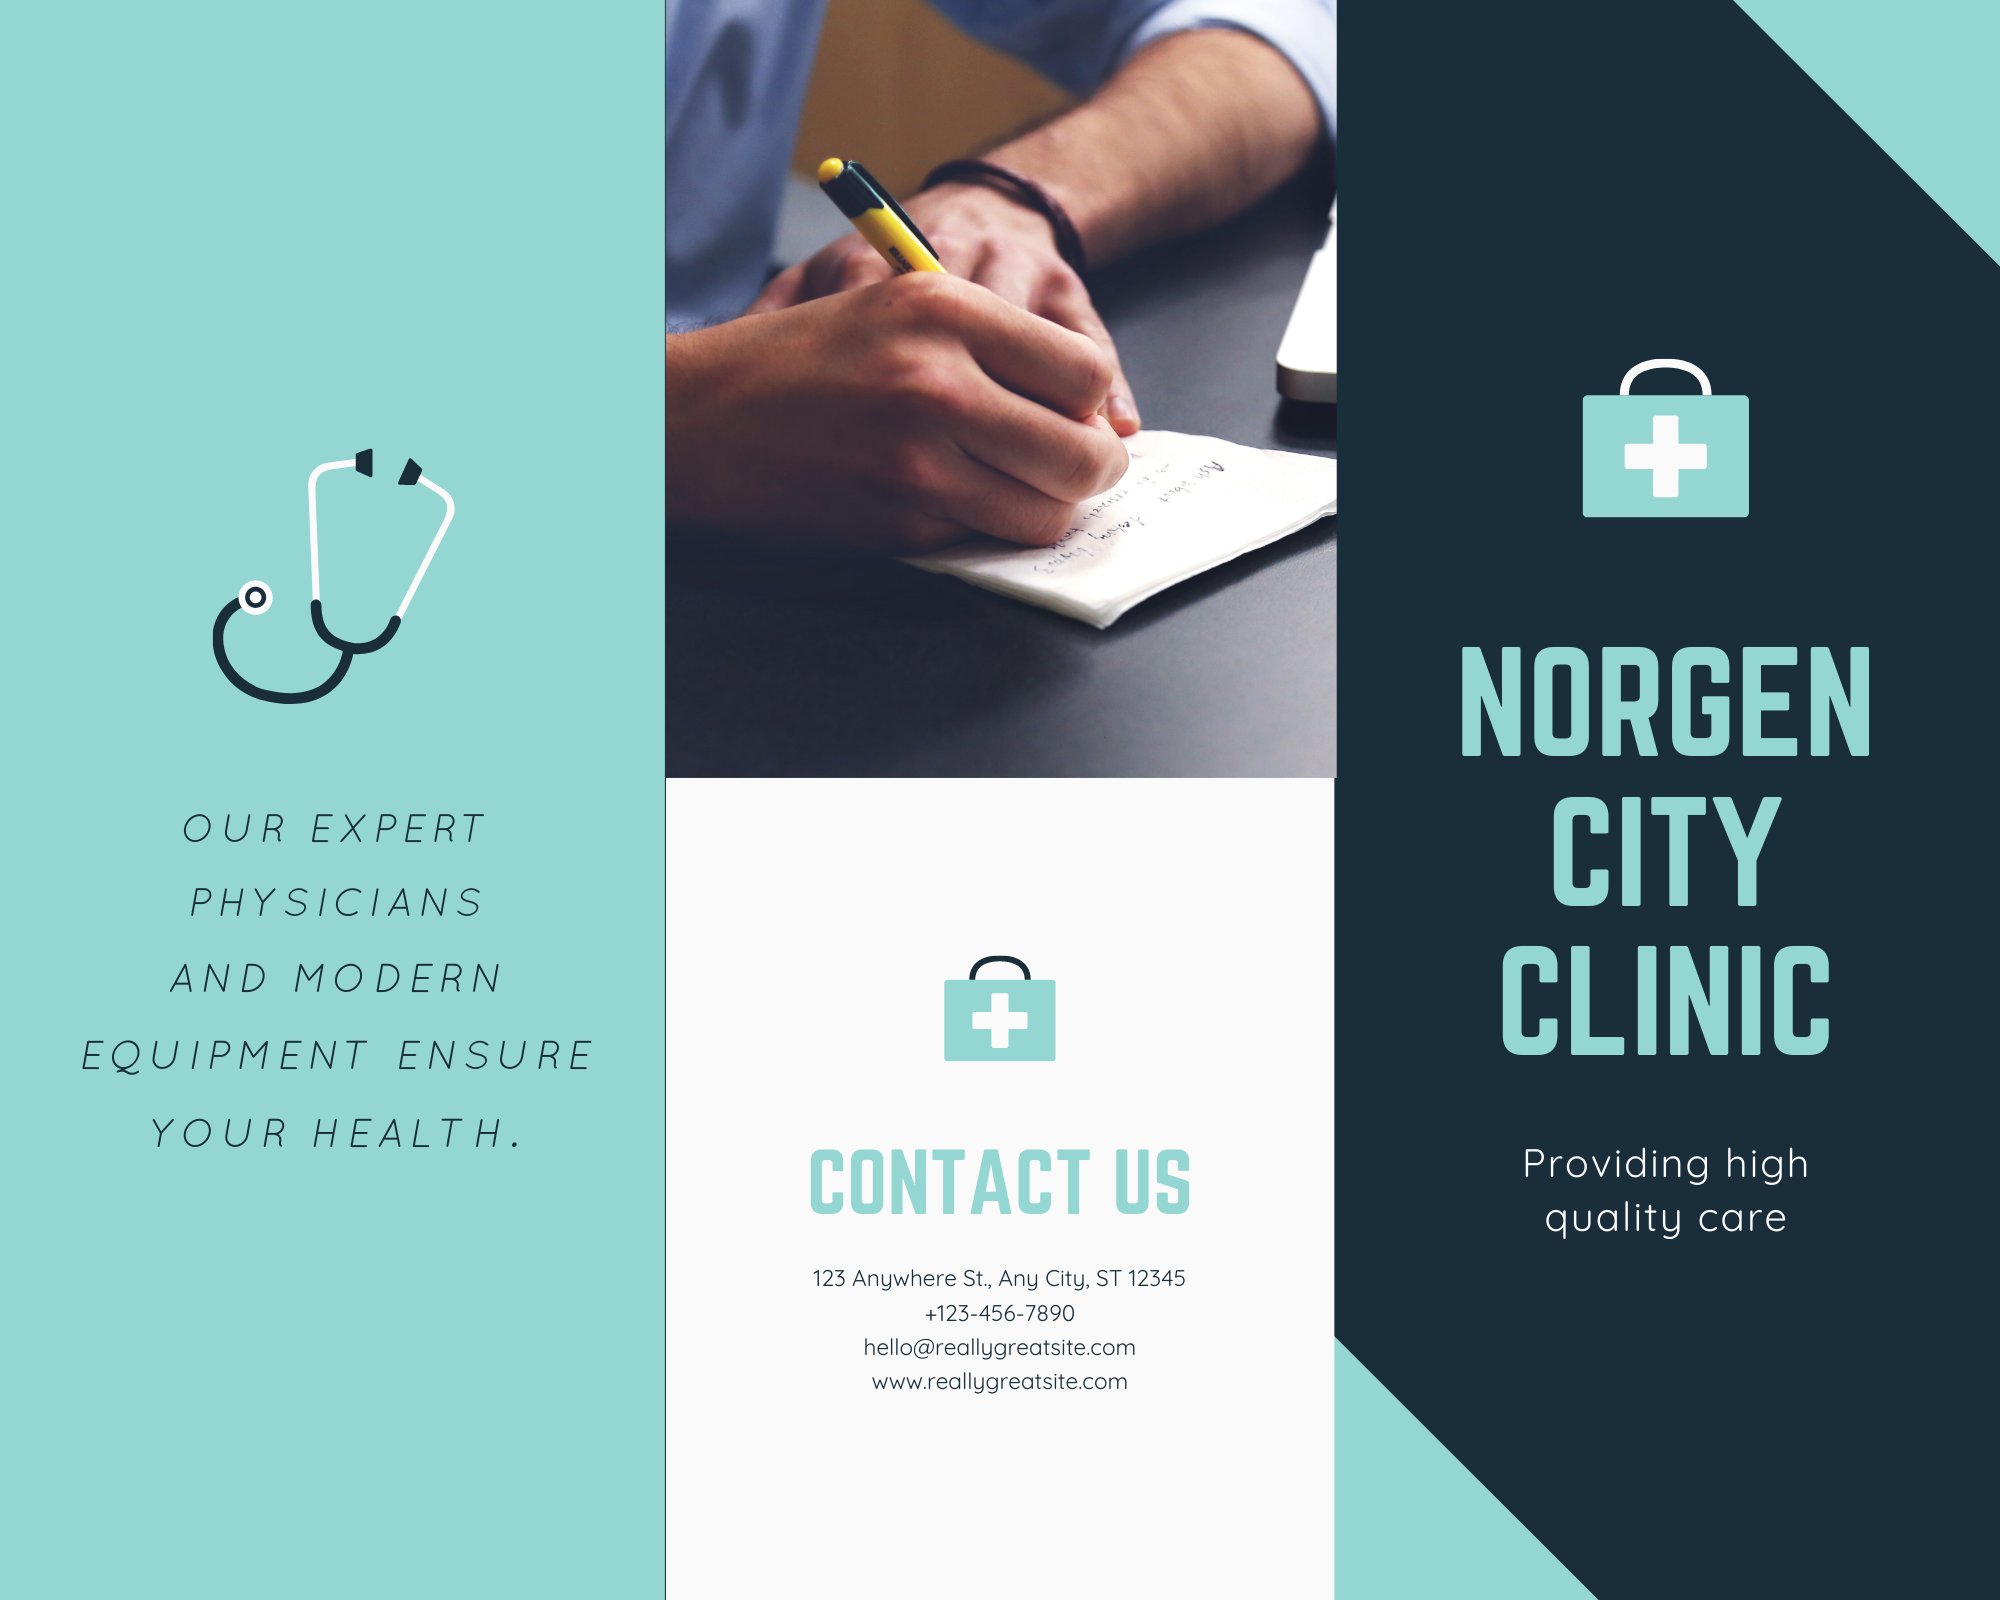 OUR EXPERT
PHYSICIANS
AND MODERN
EQUIPMENT ENSURE
YOUR HEALTH.
CONTACT US
123 Anywhere St., Any City, ST 12345
+123-456-7890
hello@reallygreatsite.com
www.reallygreatsite.com
NORGEN
CITY
CLINIC
Providing high
quality care